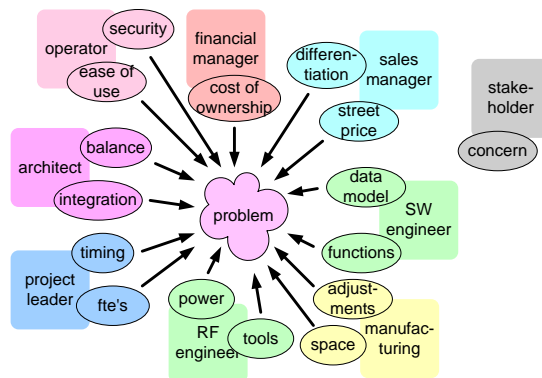 security
operator
ease of
use
financial
manager
cost of
ownership
differen-
tiation
sales
manager
street
price
stake-
holder
concern
balance
architect
integration
problem
data
model
SW
engineer
functions
timing
project
leader
fte's
power
RF
engineer
tools
adjust-
ments
space
manufac-
turing